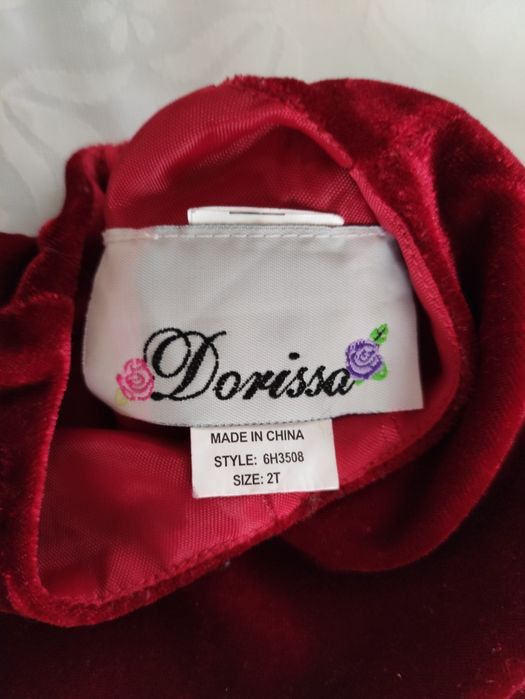 Dorissa
MADE IN CHINA
STYLE: 6H3508
SIZE: 2T